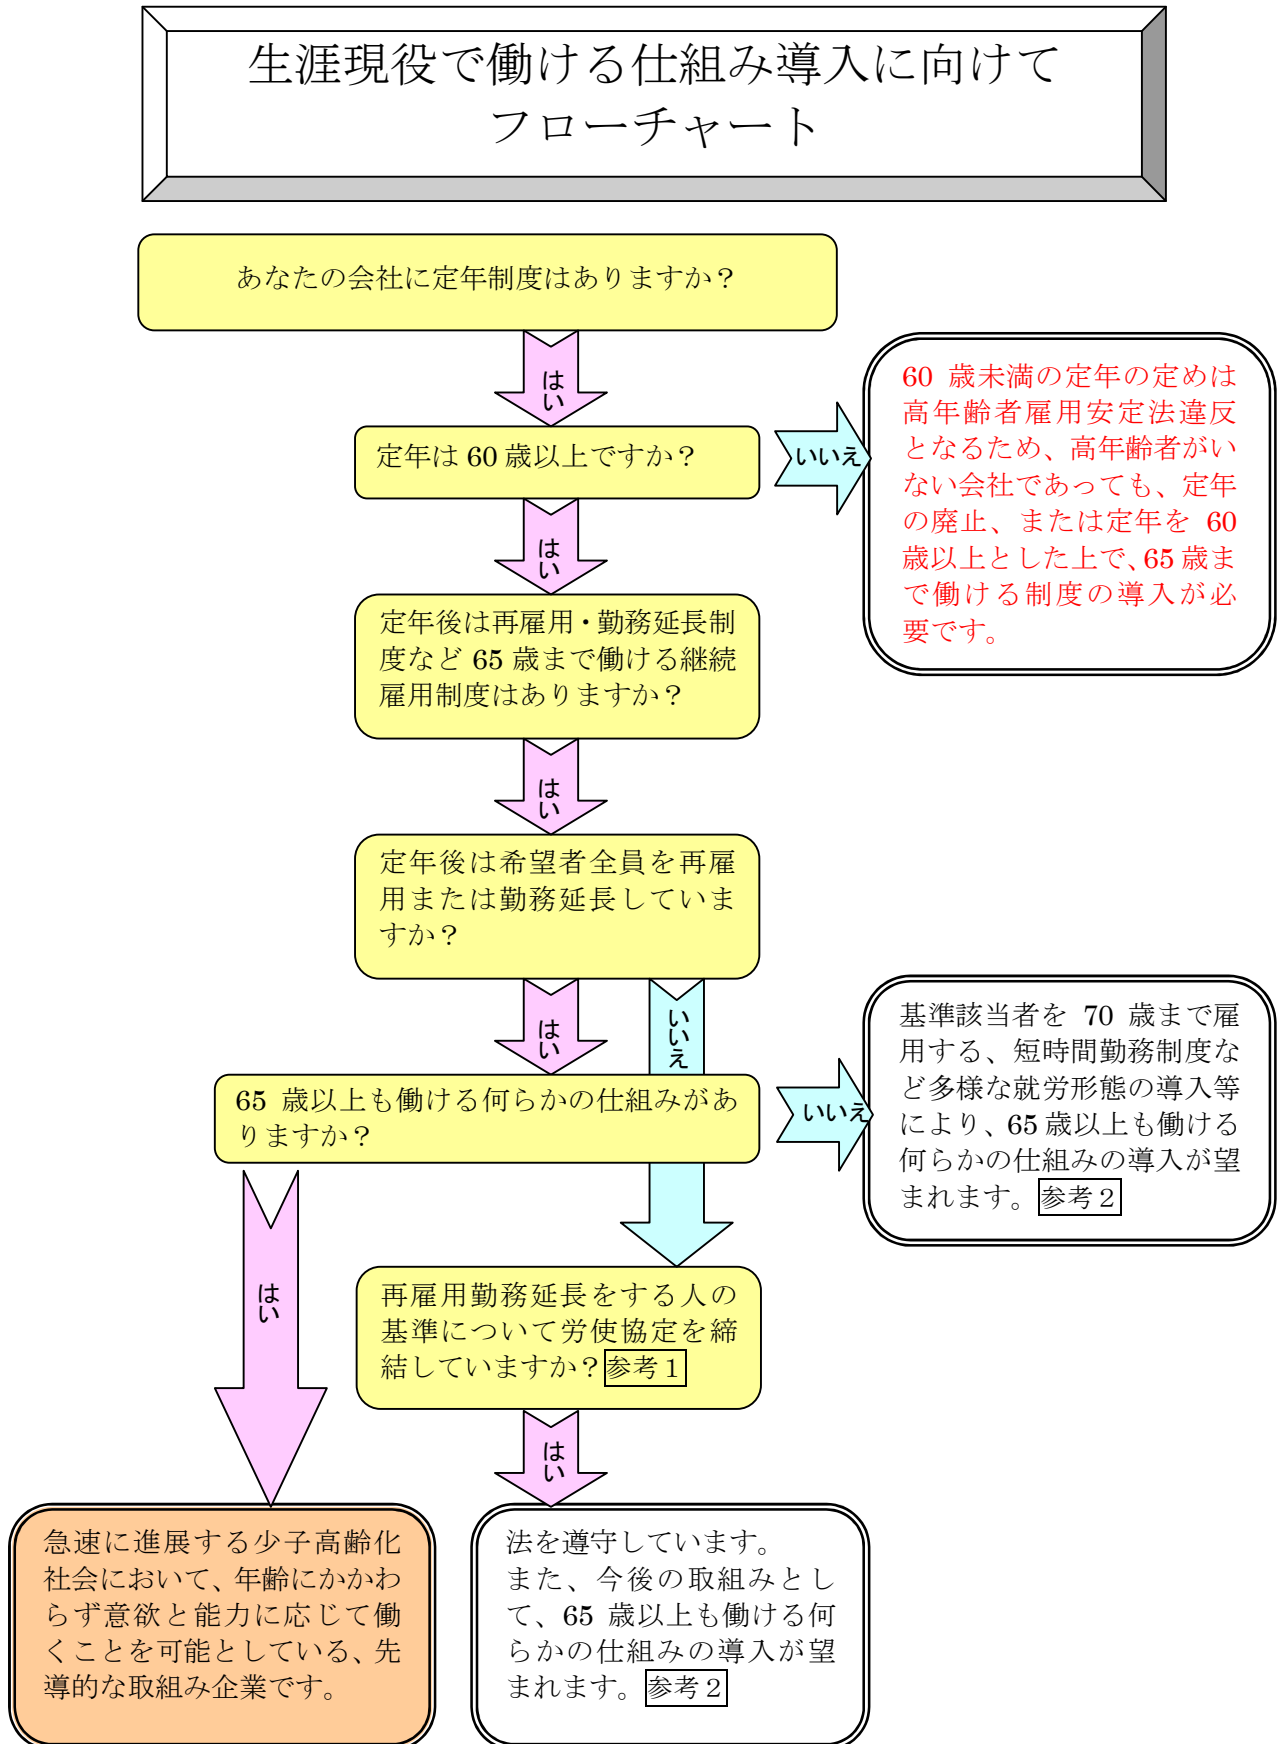 生涯現役で働ける仕組み導入に向けて
フローチャート
あなたの会社に定年制度はありますか？
はい
定年は 60 歳以上ですか？
いいえ
60 歳未満の定年の定めは
高年齢者雇用安定法違反
となるため、高年齢者がい
ない会社であっても、定年
の廃止、または定年を 60
歳以上とした上で、65 歳ま
で働ける制度の導入が必
要です。
はい
定年後は再雇用・勤務延長制
度など 65 歳まで働ける継続
雇用制度はありますか？
はい
定年後は希望者全員を再雇
用または勤務延長していま
すか？
はい
いいえ
65 歳以上も働ける何らかの仕組みがあ
りますか？
いいえ
基準該当者を 70 歳まで雇
用する、短時間勤務制度な
ど多様な就労形態の導入等
により、65 歳以上も働ける
何らかの仕組みの導入が望
まれます。参考２
はい
再雇用勤務延長をする人の
基準について労使協定を締
結していますか？参考１
はい
急速に進展する少子高齢化
社会において、年齢にかかわ
らず意欲と能力に応じて働
くことを可能としている、先
導的な取組み企業です。
法を遵守しています。
また、今後の取組みとし
て、65 歳以上も働ける何
らかの仕組みの導入が望
まれます。参考２